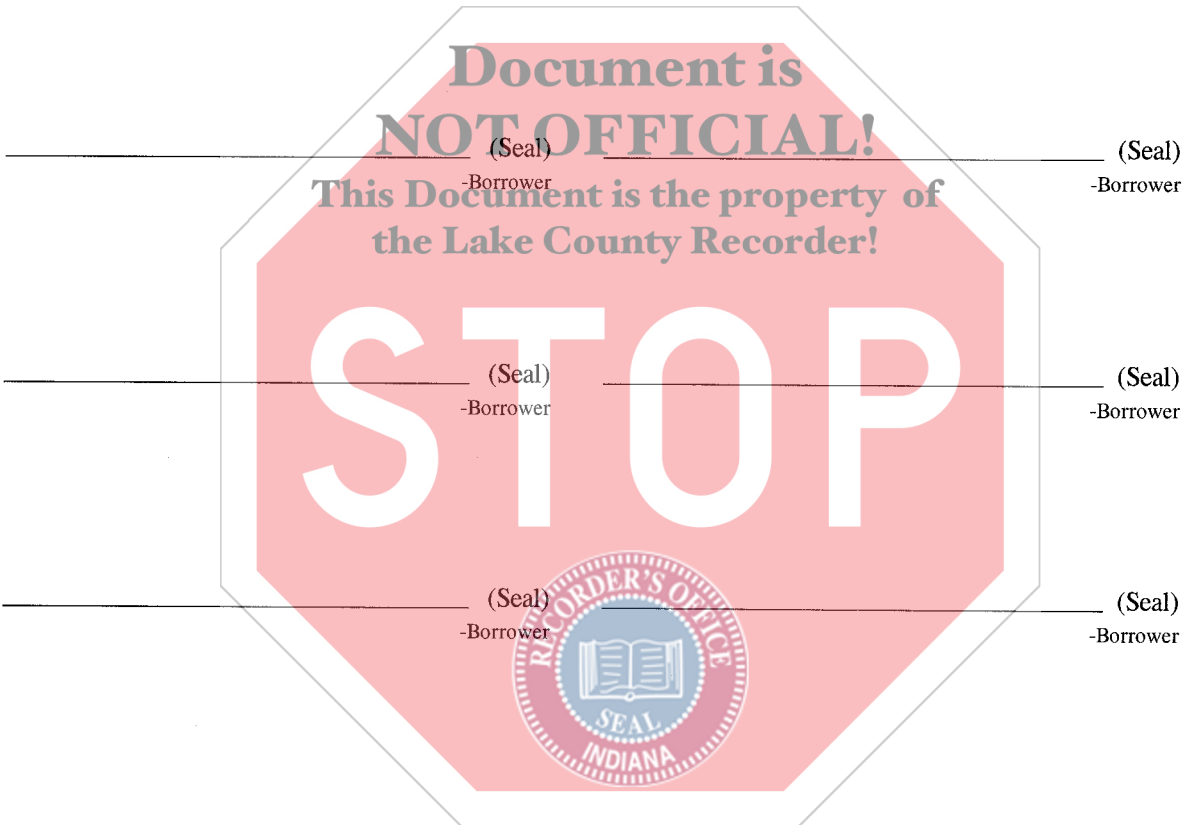 Document is
NOT OFFICIAL!
(Seal) (Seal)
-Borrower -Borrower
This Document is the property of
the Lake County Recorder!
STOP
(Seal) (Seal)
-Borrower -Borrower
(Seal) (Seal)
-Borrower -Borrower
RECORDER'S OFFICE
SEAL
INDIANA